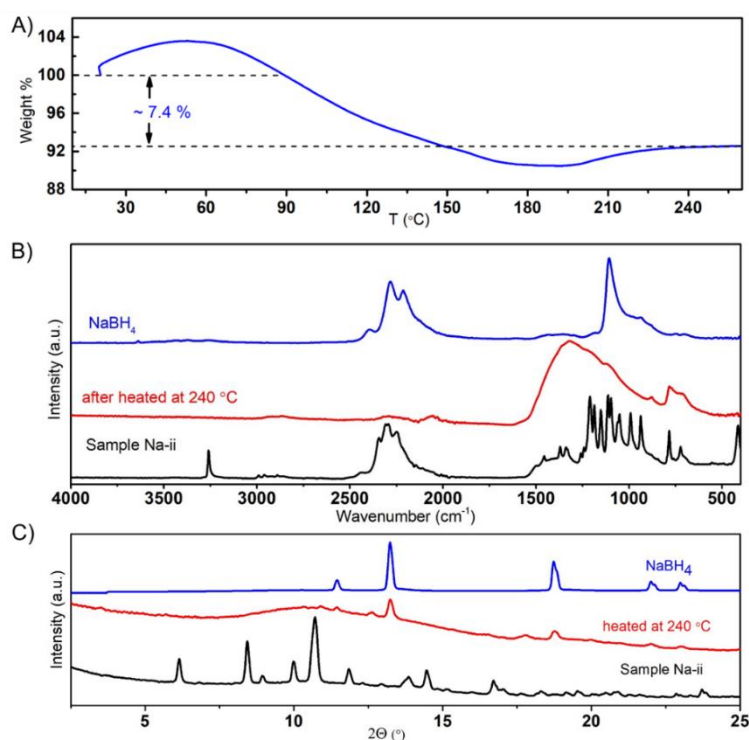 A)
104
100
96
92
88
Weight %
~ 7.4 %
30 60 90 120 150 180 210 240
T (°C)
B)
NaBH4
after heated at 240 °C
Sample Na-ii
Intensity (a.u.)
4000 3500 3000 2500 2000 1500 1000 500
Wavenumber (cm-1)
C)
NaBH4
heated at 240 °C
Sample Na-ii
Intensity (a.u.)
5 10 15 20 25
2Θ (°)